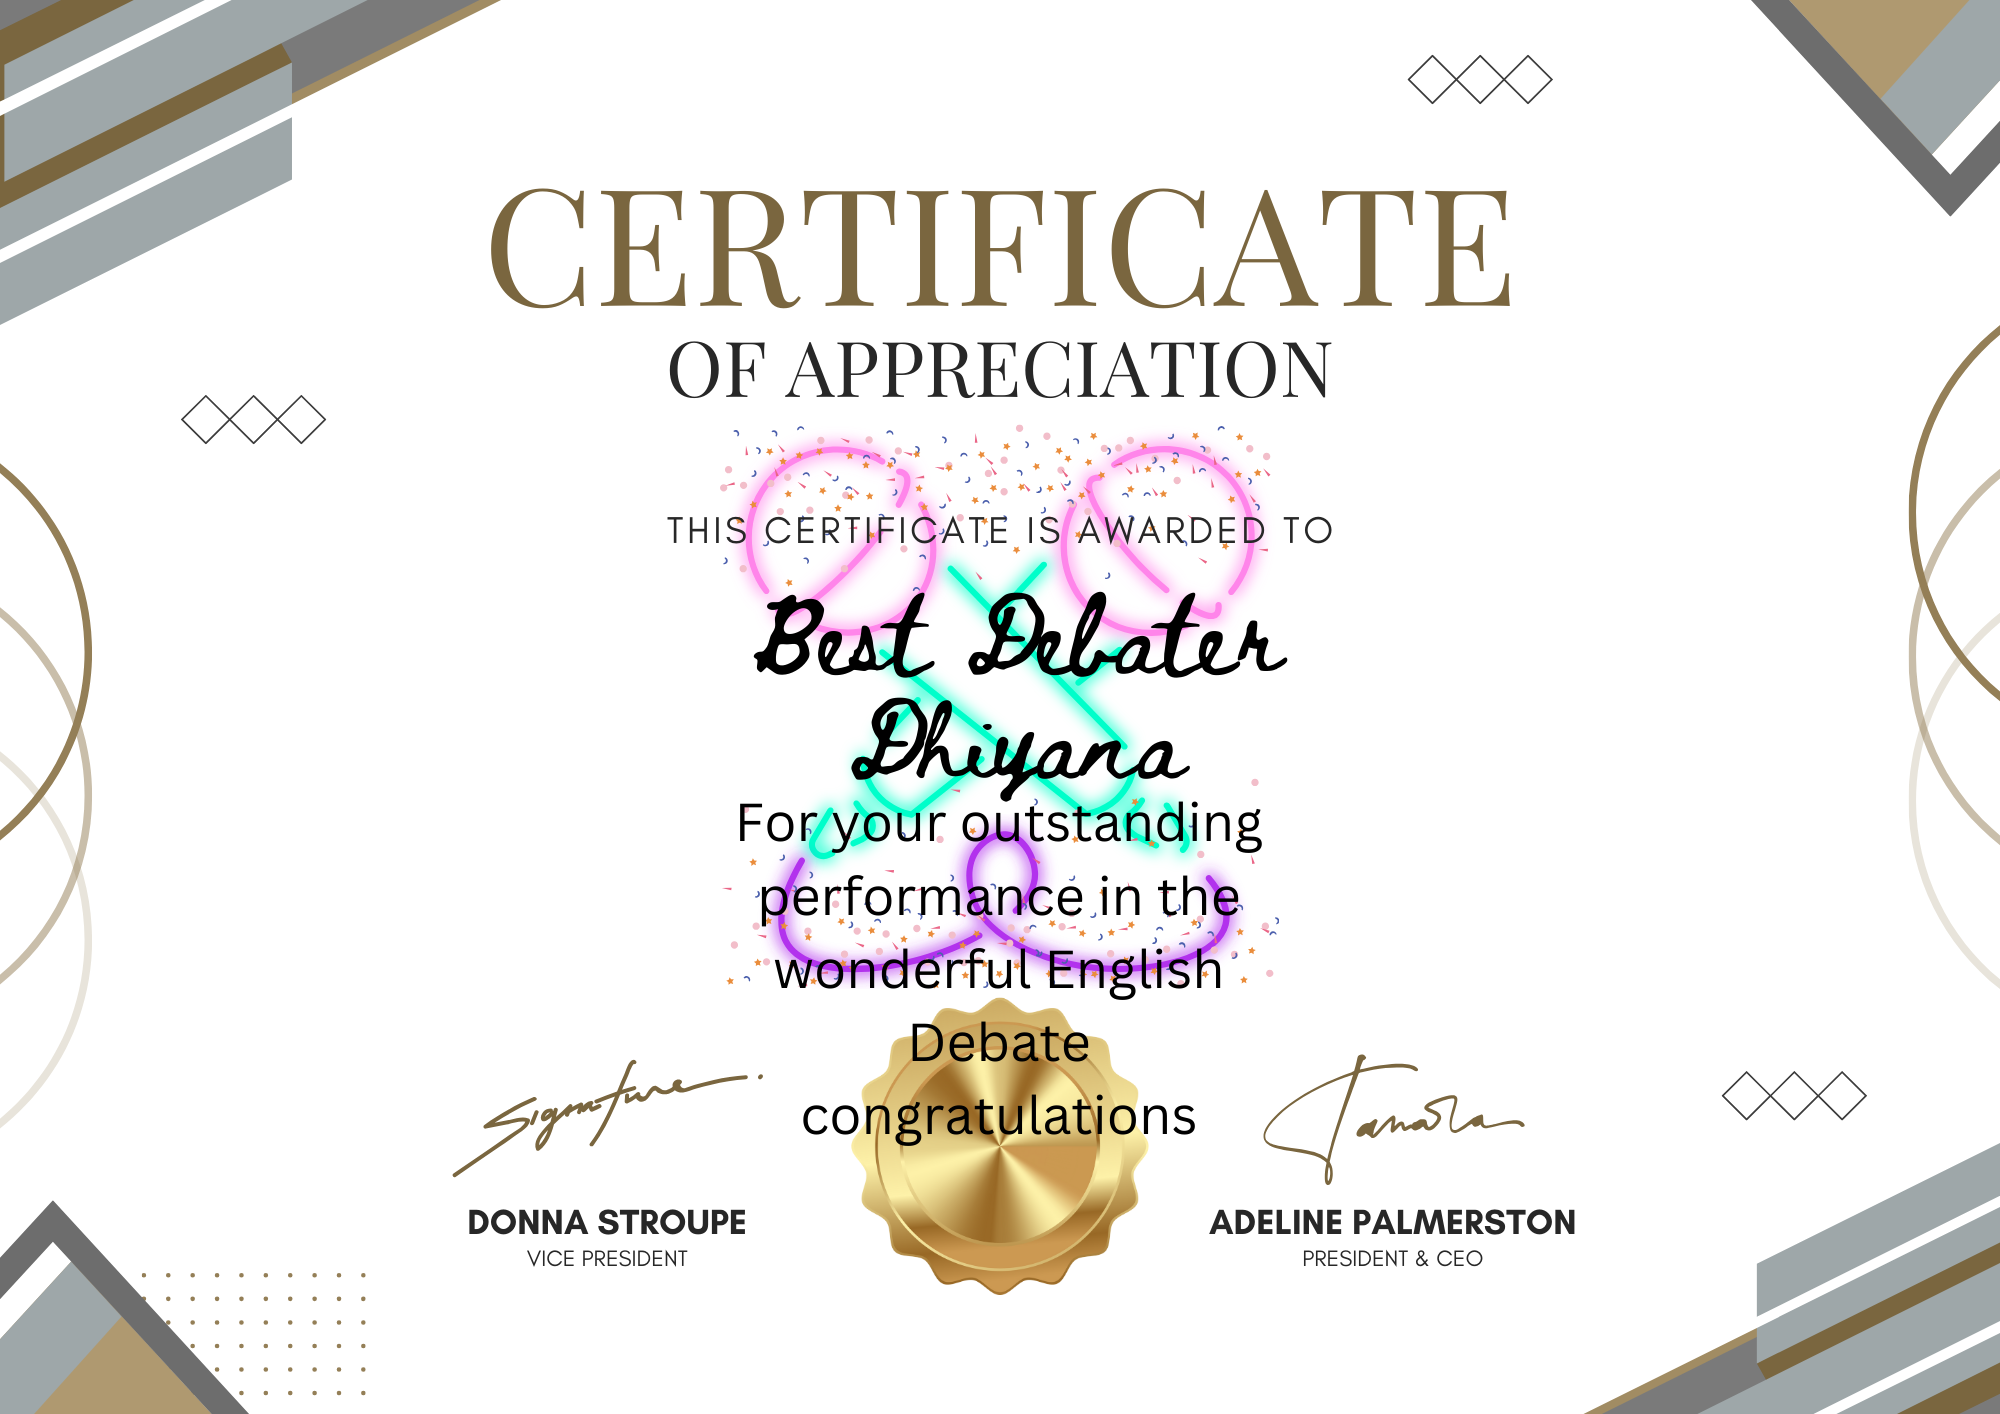 CERTIFICATE
OF APPRECIATION
THIS CERTIFICATE IS AWARDED TO
Best Debater
Dhiyana
For your outstanding
performance in the
wonderful English
Debate
congratulations
Signature
DONNA STROUPE
VICE PRESIDENT
ADELINE PALMERSTON
PRESIDENT & CEO